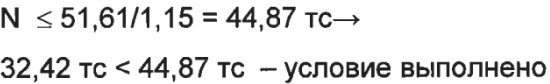 N ≤ 51,61/1,15 = 44,87 тс→
32,42 тс < 44,87 тс – условие выполнено